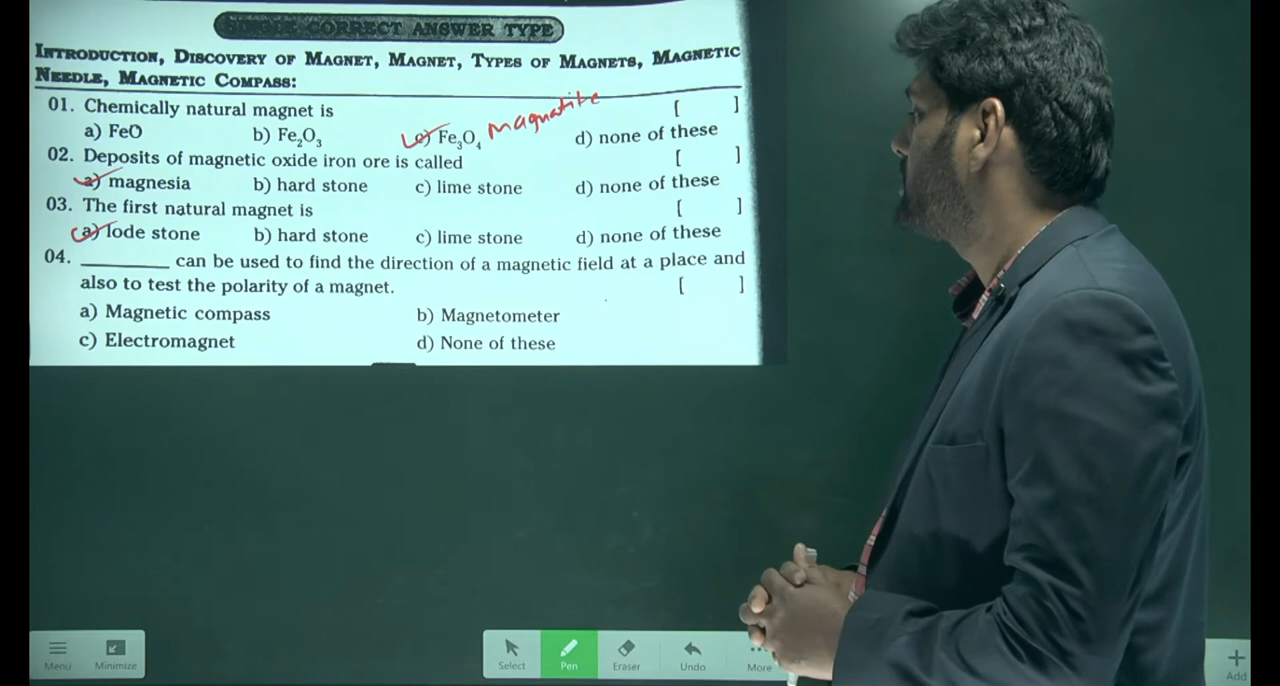 CORRECT ANSWER TYPE
INTRODUCTION, DISCOVERY OF MAGNET, MAGNET, TYPES OF MAGNETS, MAGNETIC
NEEDLE, MAGNETIC COMPASS:
01. Chemically natural magnet is [ ]
a) FeO b) Fe₂O₃ c) Fe₃O₄ magnatite d) none of these
02. Deposits of magnetic oxide iron ore is called [ ]
a) magnesia b) hard stone c) lime stone d) none of these
03. The first natural magnet is [ ]
a) lode stone b) hard stone c) lime stone d) none of these
04. ________ can be used to find the direction of a magnetic field at a place and
also to test the polarity of a magnet. [ ]
a) Magnetic compass b) Magnetometer
c) Electromagnet d) None of these
Menu Minimize Select Pen Eraser Undo More Add